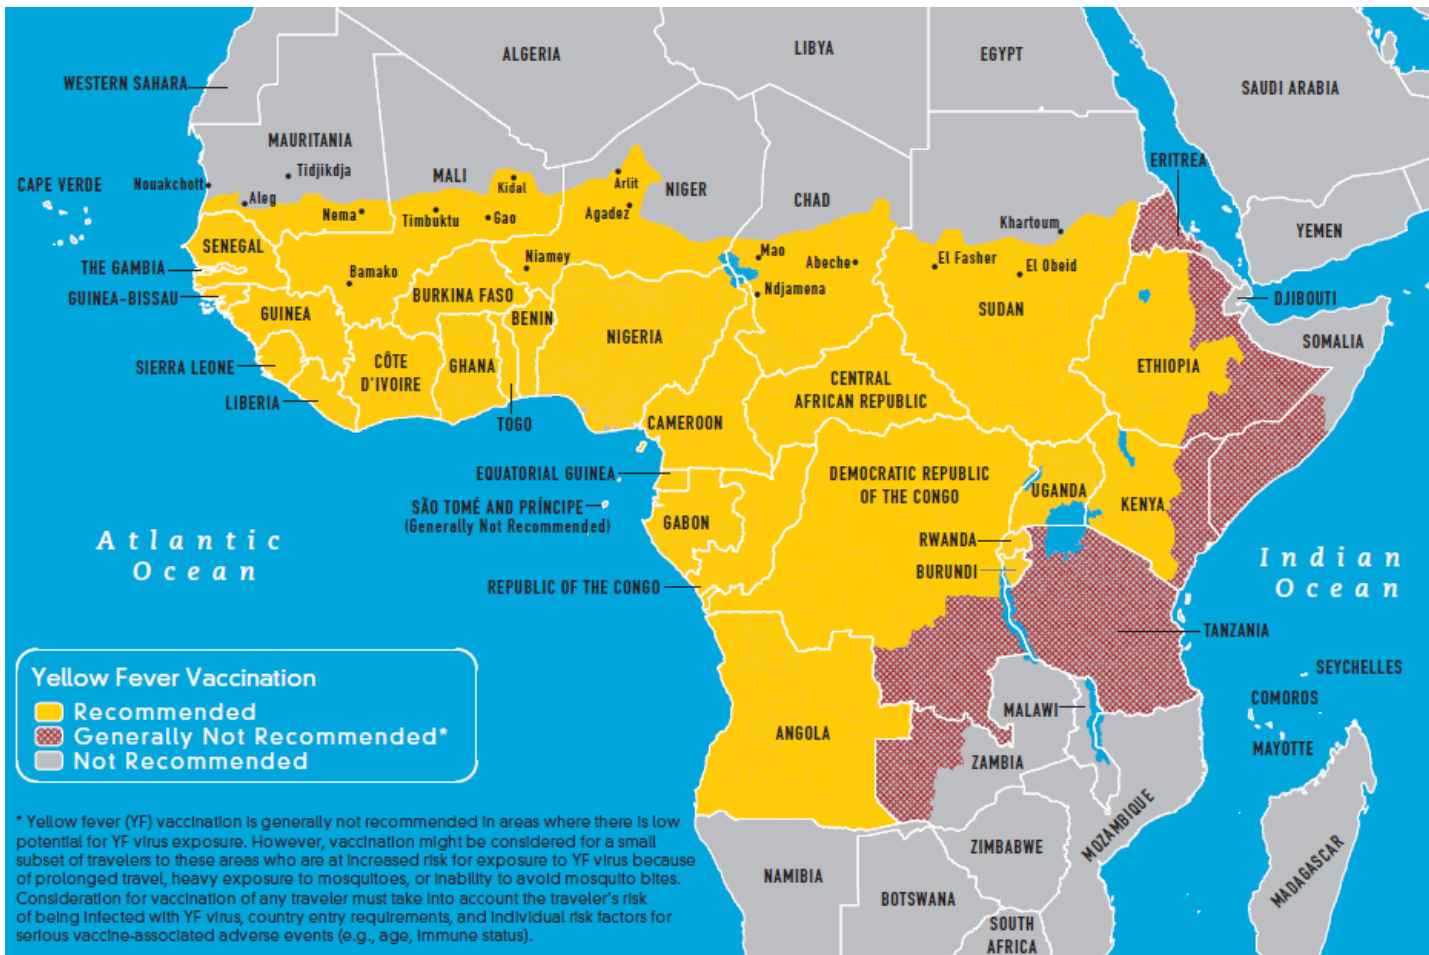 ALGERIA
LIBYA
EGYPT
WESTERN SAHARA
SAUDI ARABIA
MAURITANIA
ERITREA
Tidjikdja
MALI
CAPE VERDE
Nouakchott
Kidal
Arlit
NIGER
Aleg
CHAD
Nema
Timbuktu
Gao
Agadez
Khartoum
YEMEN
SENEGAL
Niamey
Mao
Abeche
El Fasher
El Obeid
THE GAMBIA
Bamako
Ndjamena
GUINEA-BISSAU
BURKINA FASO
DJIBOUTI
GUINEA
BENIN
SUDAN
NIGERIA
SOMALIA
SIERRA LEONE
CÔTE
D'IVOIRE
GHANA
ETHIOPIA
CENTRAL
AFRICAN REPUBLIC
LIBERIA
TOGO
CAMEROON
EQUATORIAL GUINEA
DEMOCRATIC REPUBLIC
OF THE CONGO
UGANDA
KENYA
SÃO TOMÉ AND PRÍNCIPE
(Generally Not Recommended)
GABON
Atlantic
Ocean
RWANDA
BURUNDI
Indian
Ocean
REPUBLIC OF THE CONGO
TANZANIA
SEYCHELLES
COMOROS
MALAWI
ANGOLA
MAYOTTE
ZAMBIA
MOZAMBIQUE
ZIMBABWE
MADAGASCAR
NAMIBIA
BOTSWANA
SOUTH
AFRICA
Yellow Fever Vaccination
Recommended
Generally Not Recommended*
Not Recommended
* Yellow fever (YF) vaccination is generally not recommended in areas where there is low
potential for YF virus exposure. However, vaccination might be considered for a small
subset of travelers to these areas who are at increased risk for exposure to YF virus because
of prolonged travel, heavy exposure to mosquitoes, or inability to avoid mosquito bites.
Consideration for vaccination of any traveler must take into account the traveler's risk
of being infected with YF virus, country entry requirements, and individual risk factors for
serious vaccine-associated adverse events (e.g., age, immune status).